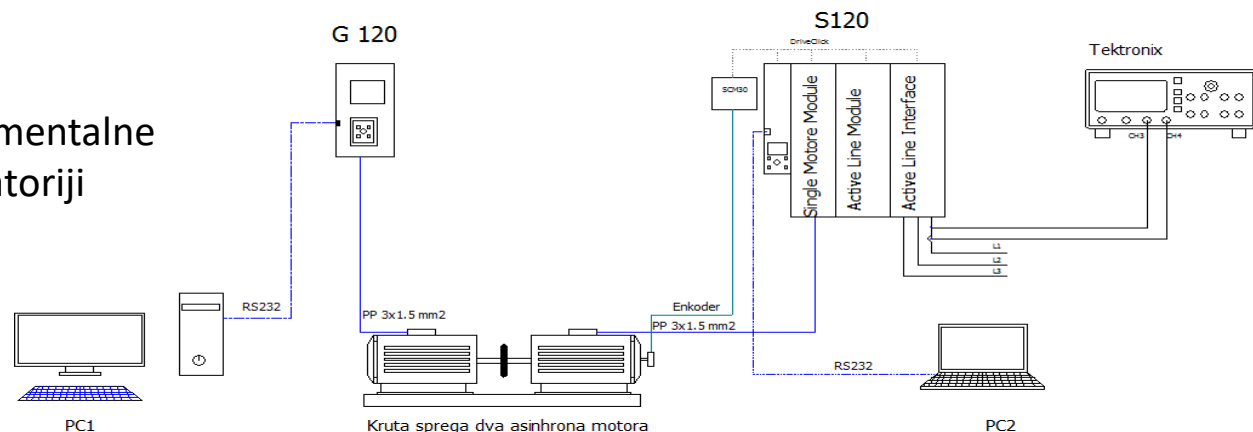 mentalne
toriji
G 120
S120
DriveClick
Tektronix
SCM30
Single Motore Module
Active Line Module
Active Line Interface
CH3
CH4
L1
L2
L3
RS232
PP 3x1.5 mm2
Enkoder
PP 3x1.5 mm2
RS232
PC1
Kruta sprega dva asinhrona motora
PC2